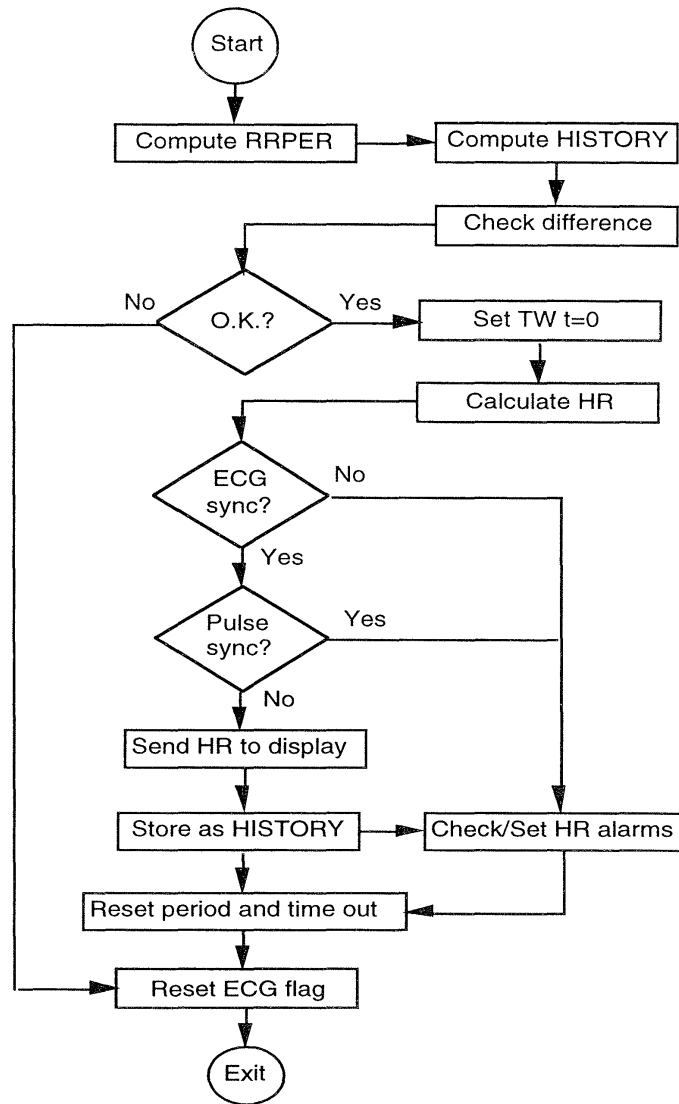 Start
Compute RRPER
Compute HISTORY
Check difference
No
O.K.?
Yes
Set TW t=0
Calculate HR
ECG
sync?
No
Yes
Pulse
sync?
Yes
No
Send HR to display
Store as HISTORY
Check/Set HR alarms
Reset period and time out
Reset ECG flag
Exit